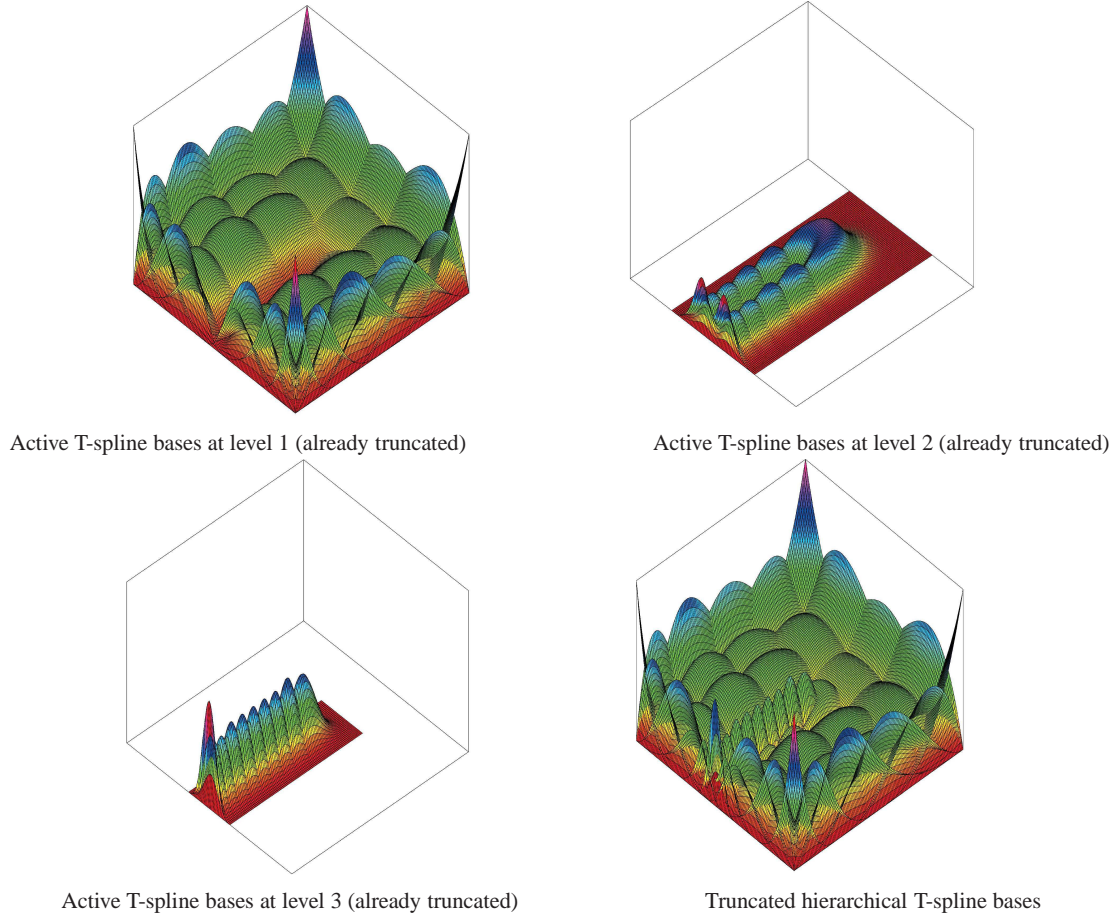 Active T-spline bases at level 1 (already truncated)
Active T-spline bases at level 2 (already truncated)
Active T-spline bases at level 3 (already truncated)
Truncated hierarchical T-spline bases